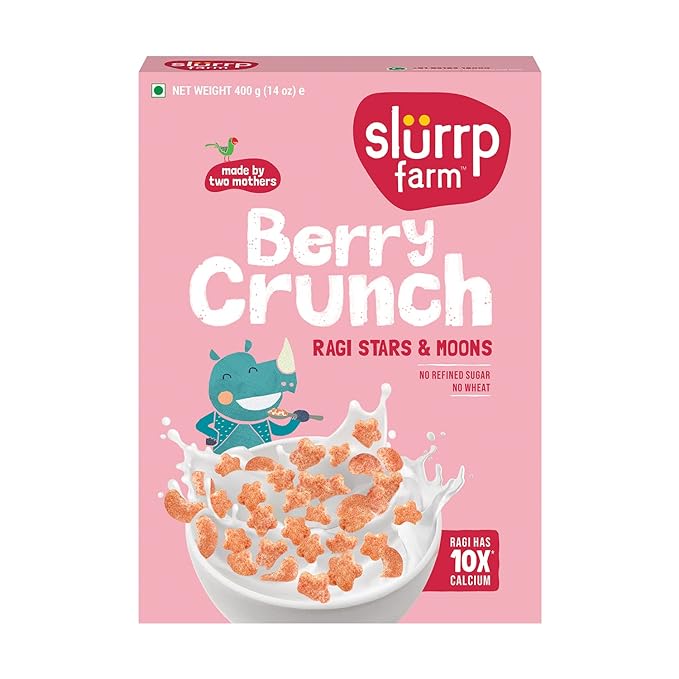 NET WEIGHT 400 g (14 oz) e
slürrp
farm™
made by
two mothers
Berry
Crunch
RAGI STARS & MOONS
NO REFINED SUGAR
NO WHEAT
RAGI HAS
10X*
CALCIUM